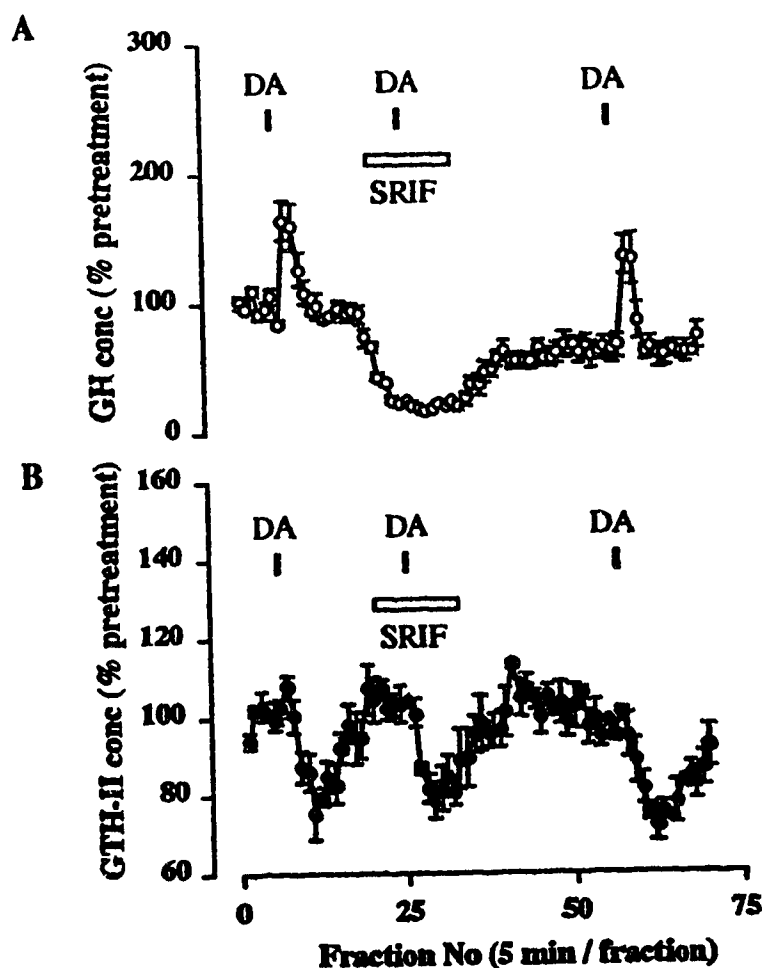 A
GH conc (% pretreatment)
300
200
100
0
DA
DA
DA
SRIF
B
GTH-II conc (% pretreatment)
160
140
120
100
80
60
DA
DA
DA
SRIF
0
25
50
75
Fraction No (5 min / fraction)